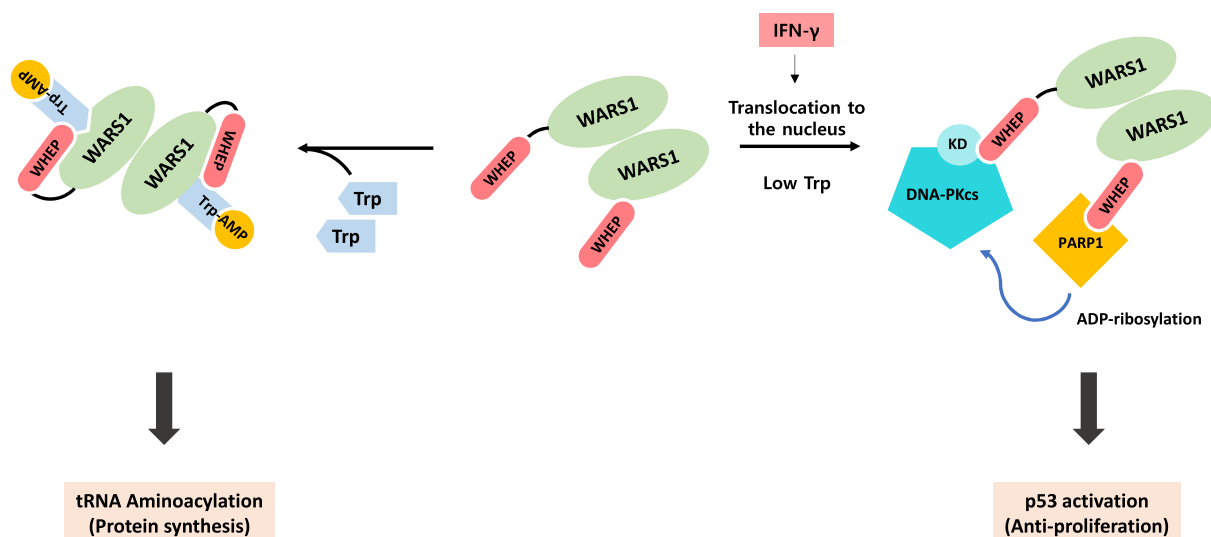 Trp-AMP
WHEP
WARS1
WARS1
WHEP
Trp-AMP
Trp
Trp
WARS1
WARS1
WHEP
WHEP
IFN-γ
Translocation to
the nucleus
Low Trp
WARS1
WARS1
WHEP
WHEP
KD
DNA-PKcs
PARP1
ADP-ribosylation
tRNA Aminoacylation
(Protein synthesis)
p53 activation
(Anti-proliferation)